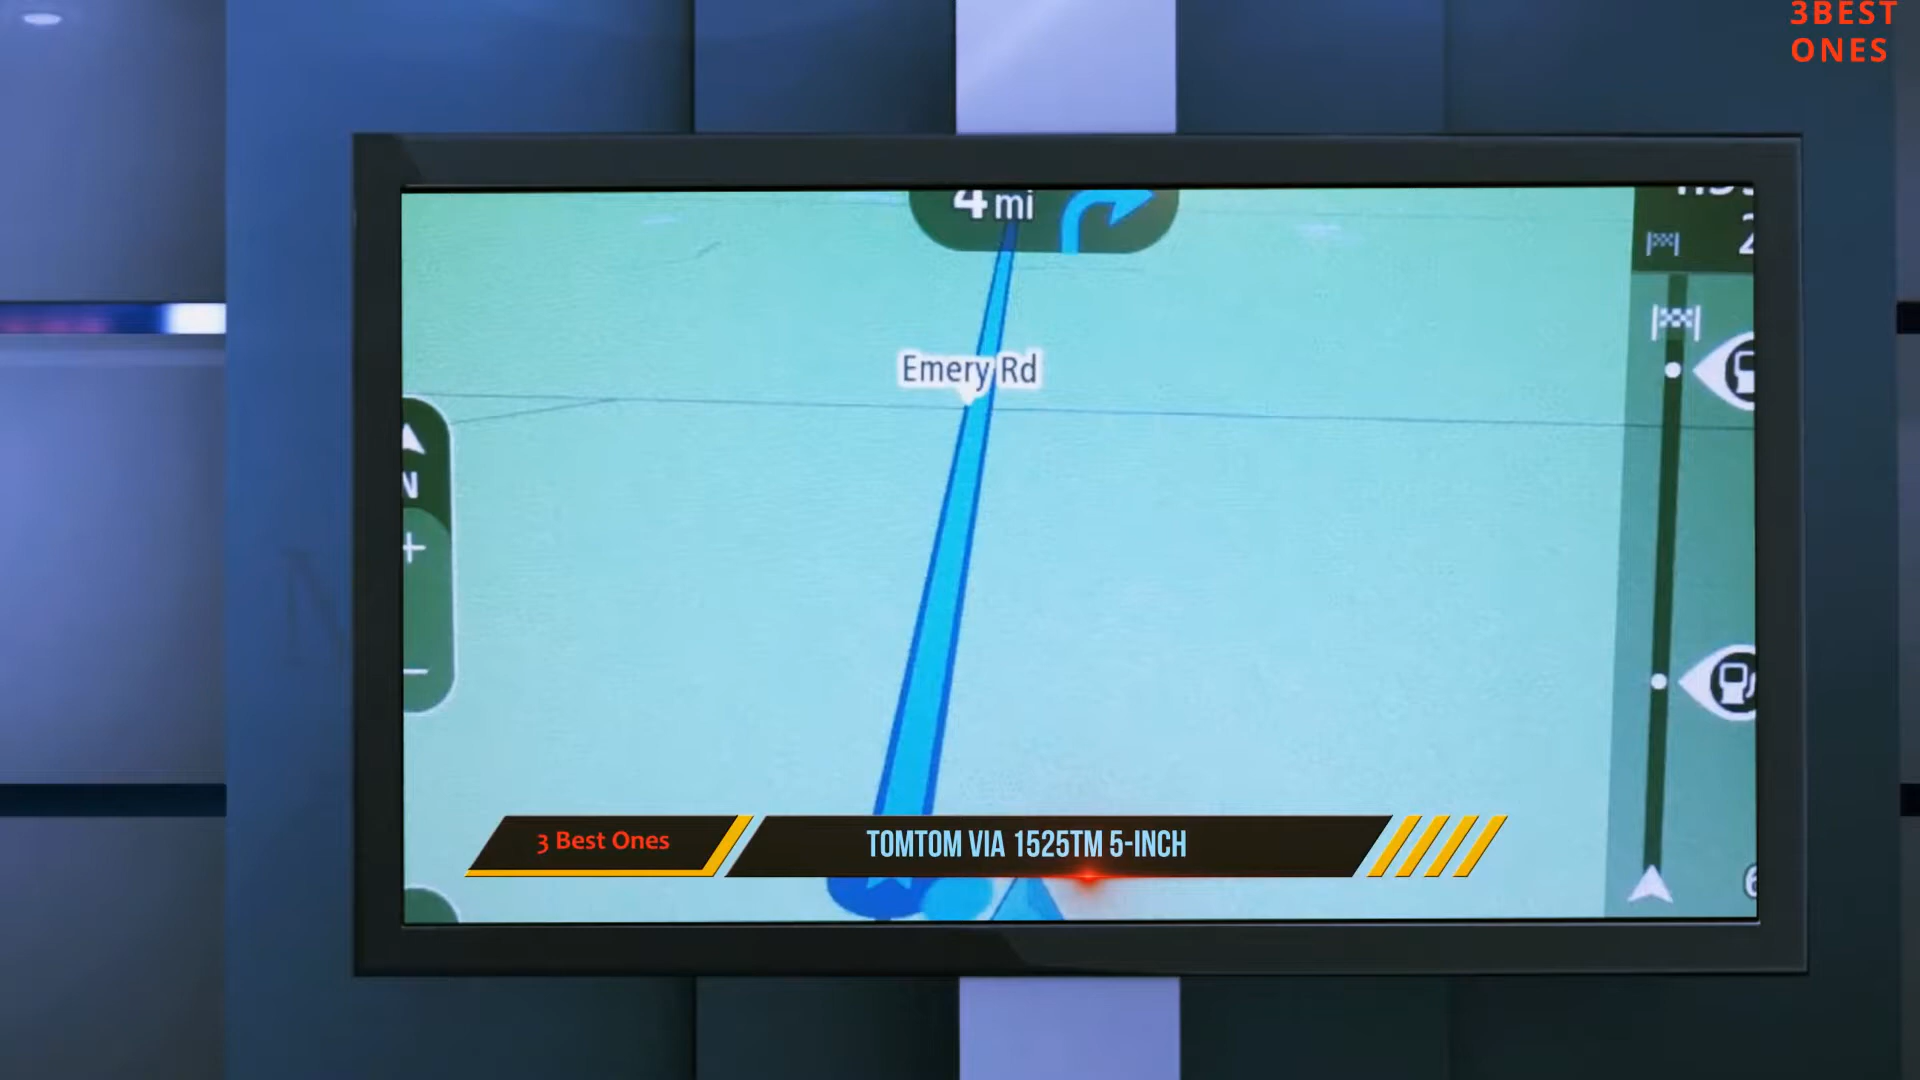 3BEST
ONES
4 mi
Emery Rd
N
3 Best Ones
TOMTOM VIA 1525TM 5-INCH